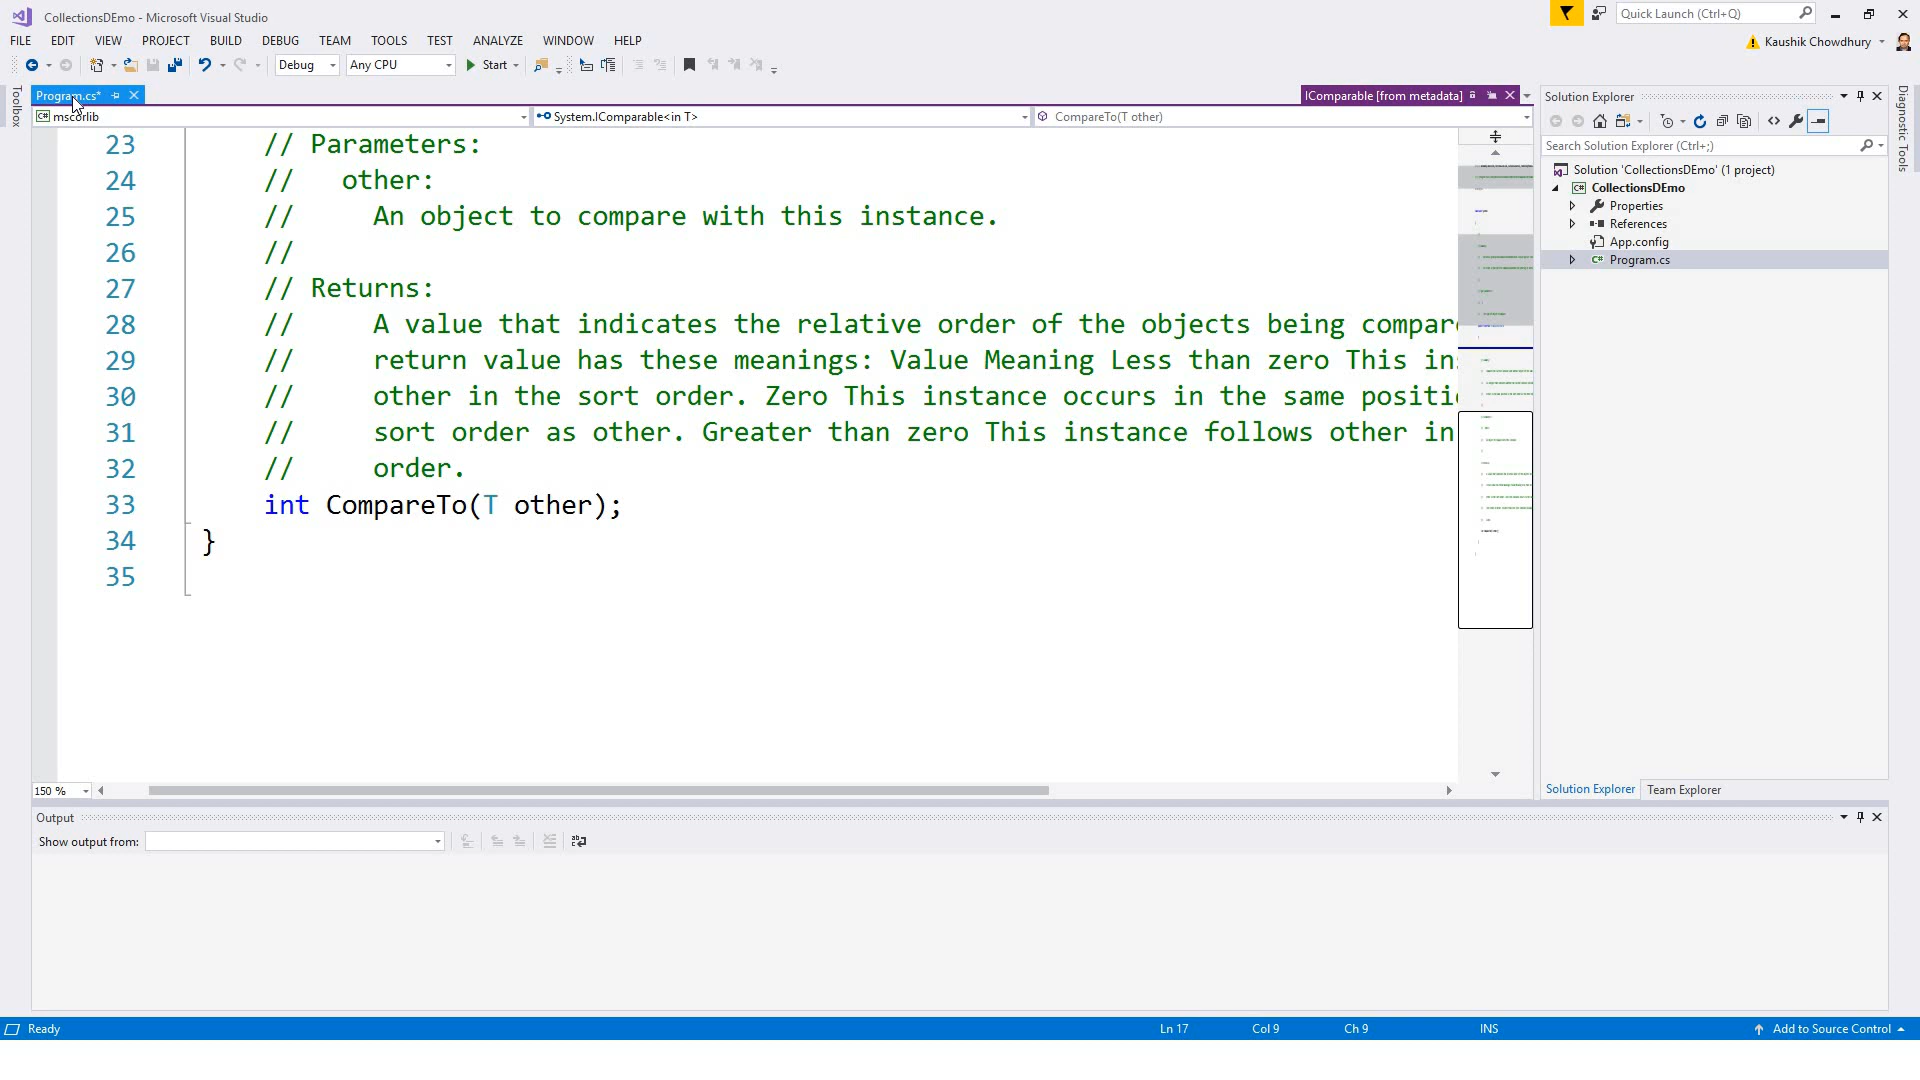 CollectionsDEmo - Microsoft Visual Studio
Quick Launch (Ctrl+Q)
FILE EDIT VIEW PROJECT BUILD DEBUG TEAM TOOLS TEST ANALYZE WINDOW HELP
Kaushik Chowdhury
Debug Any CPU Start
Toolbox
Program.cs*
IComparable [from metadata]
mscorlib System.IComparable<in T> CompareTo(T other)
23 // Parameters:
24 // other:
25 // An object to compare with this instance.
26 //
27 // Returns:
28 // A value that indicates the relative order of the objects being compar
29 // return value has these meanings: Value Meaning Less than zero This in
30 // other in the sort order. Zero This instance occurs in the same positi
31 // sort order as other. Greater than zero This instance follows other in
32 // order.
33 int CompareTo(T other);
34 }
35
150 %
Solution Explorer
Search Solution Explorer (Ctrl+;)
Solution 'CollectionsDEmo' (1 project)
CollectionsDEmo
Properties
References
App.config
C# Program.cs
Solution Explorer Team Explorer
Diagnostic Tools
Output
Show output from:
Ready Ln 17 Col 9 Ch 9 INS Add to Source Control